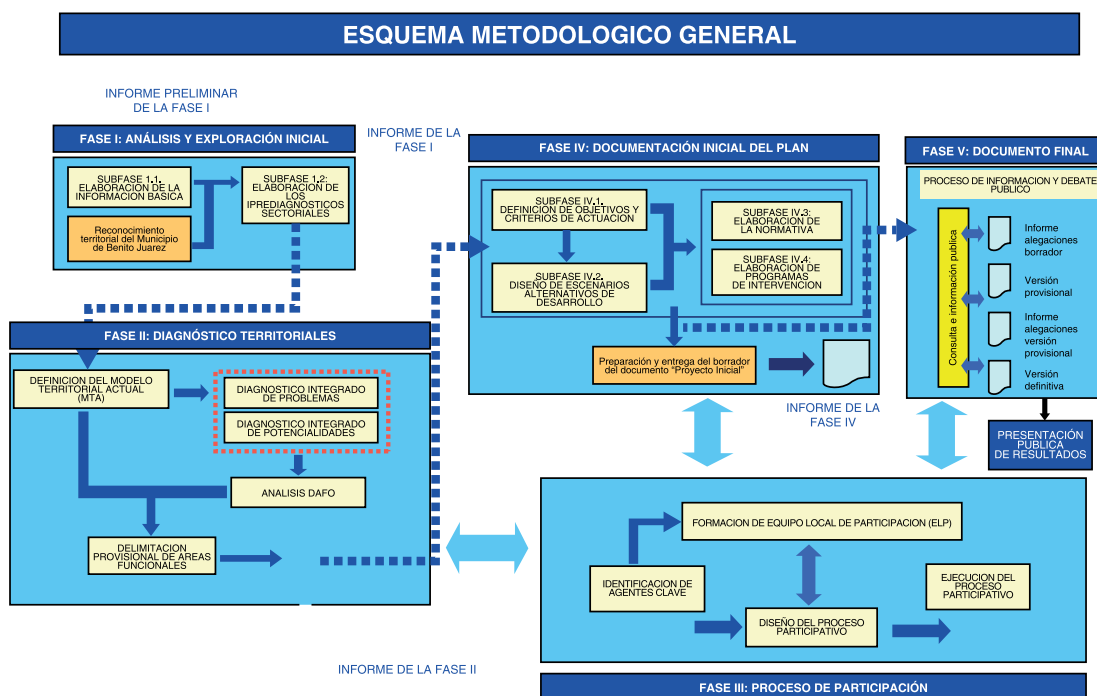 ESQUEMA METODOLOGICO GENERAL
INFORME PRELIMINAR
DE LA FASE I
FASE I: ANÁLISIS Y EXPLORACIÓN INICIAL
SUBFASE 1.1.
ELABORACION DE LA
INFORMACION BASICA
SUBFASE 1.2:
ELABORACION DE
LOS
IPREDIAGNOSTICOS
SECTORIALES
Reconocimiento
territorial del Municipio
de Benito Juarez
INFORME DE LA
FASE I
FASE II: DIAGNÓSTICO TERRITORIALES
DEFINICION DEL MODELO
TERRITORIAL ACTUAL
(MTA)
DIAGNOSTICO INTEGRADO
DE PROBLEMAS
DIAGNOSTICO INTEGRADO
DE POTENCIALIDADES
ANALISIS DAFO
DELIMITACION
PROVISIONAL DE AREAS
FUNCIONALES
INFORME DE LA FASE II
FASE IV: DOCUMENTACIÓN INICIAL DEL PLAN
SUBFASE IV.1.
DEFINICION DE OBJETIVOS Y
CRITERIOS DE ACTUACION
SUBFASE IV.2.
DISEÑO DE ESCENARIOS
ALTERNATIVOS DE
DESARROLLO
SUBFASE IV.3:
ELABORACION DE
LA NORMATIVA
SUBFASE IV.4:
ELABORACION DE
PROGRAMAS
DE INTERVENCION
Preparación y entrega del borrador
del documento “Proyecto Inicial”
INFORME DE LA
FASE IV
FASE V: DOCUMENTO FINAL
PROCESO DE INFORMACION Y DEBATE
PUBLICO
Consulta e información publica
Informe
alegaciones
borrador
Versión
provisional
Informe
alegaciones
versión
provisional
Versión
definitiva
PRESENTACIÓN
PUBLICA
DE RESULTADOS
FORMACION DE EQUIPO LOCAL DE PARTICIPACION (ELP)
IDENTIFICACION DE
AGENTES CLAVE
DISEÑO DEL PROCESO
PARTICIPATIVO
EJECUCION DEL
PROCESO
PARTICIPATIVO
FASE III: PROCESO DE PARTICIPACIÓN